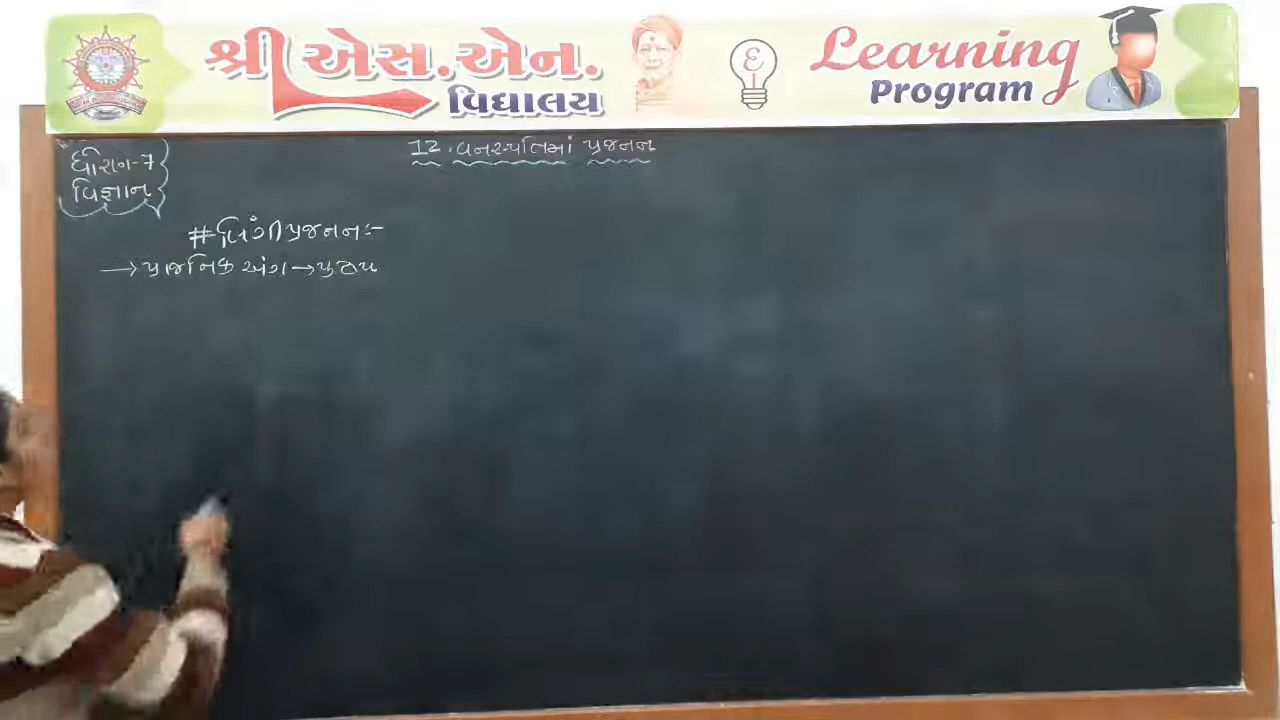 શ્રી એસ.એન.
વિદ્યાલય
ε
Learning
Program
ધોરણ-7
વિજ્ઞાન
12. વનસ્પતિમાં પ્રજનન
# લિંગી પ્રજનન:-
→ પ્રજનિક અંગ → પુષ્પ